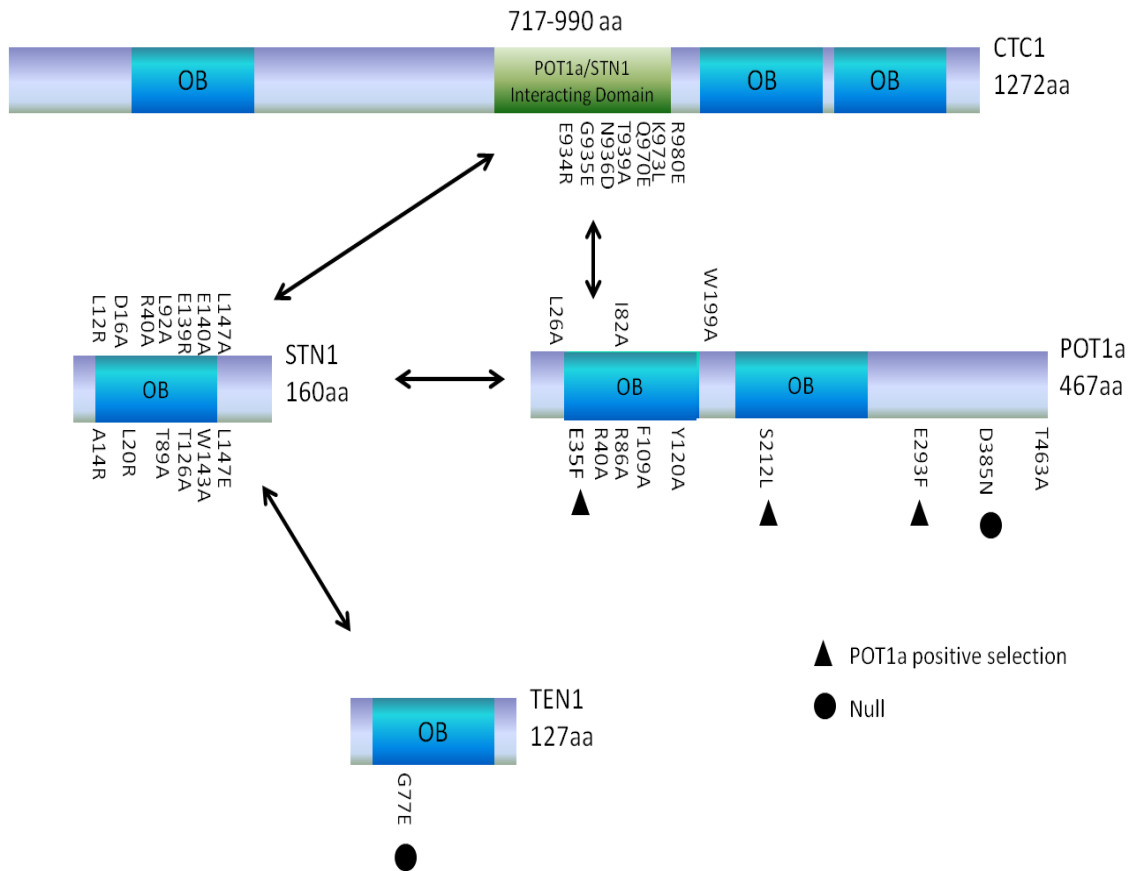 717-990 aa
CTC1
1272aa
OB
POT1a/STN1
Interacting Domain
OB
OB
E934R
G935E
N936D
T939A
Q970E
K973L
R980E
L12R
D16A
R40A
L92A
E139R
E140A
L147A
STN1
160aa
OB
A14R
L20R
T89A
T126A
W143A
L147E
L26A
I82A
W199A
POT1a
467aa
OB
OB
E35F
R40A
R86A
F109A
Y120A
S212L
E293F
D385N
T463A
POT1a positive selection
Null
TEN1
127aa
OB
G77E